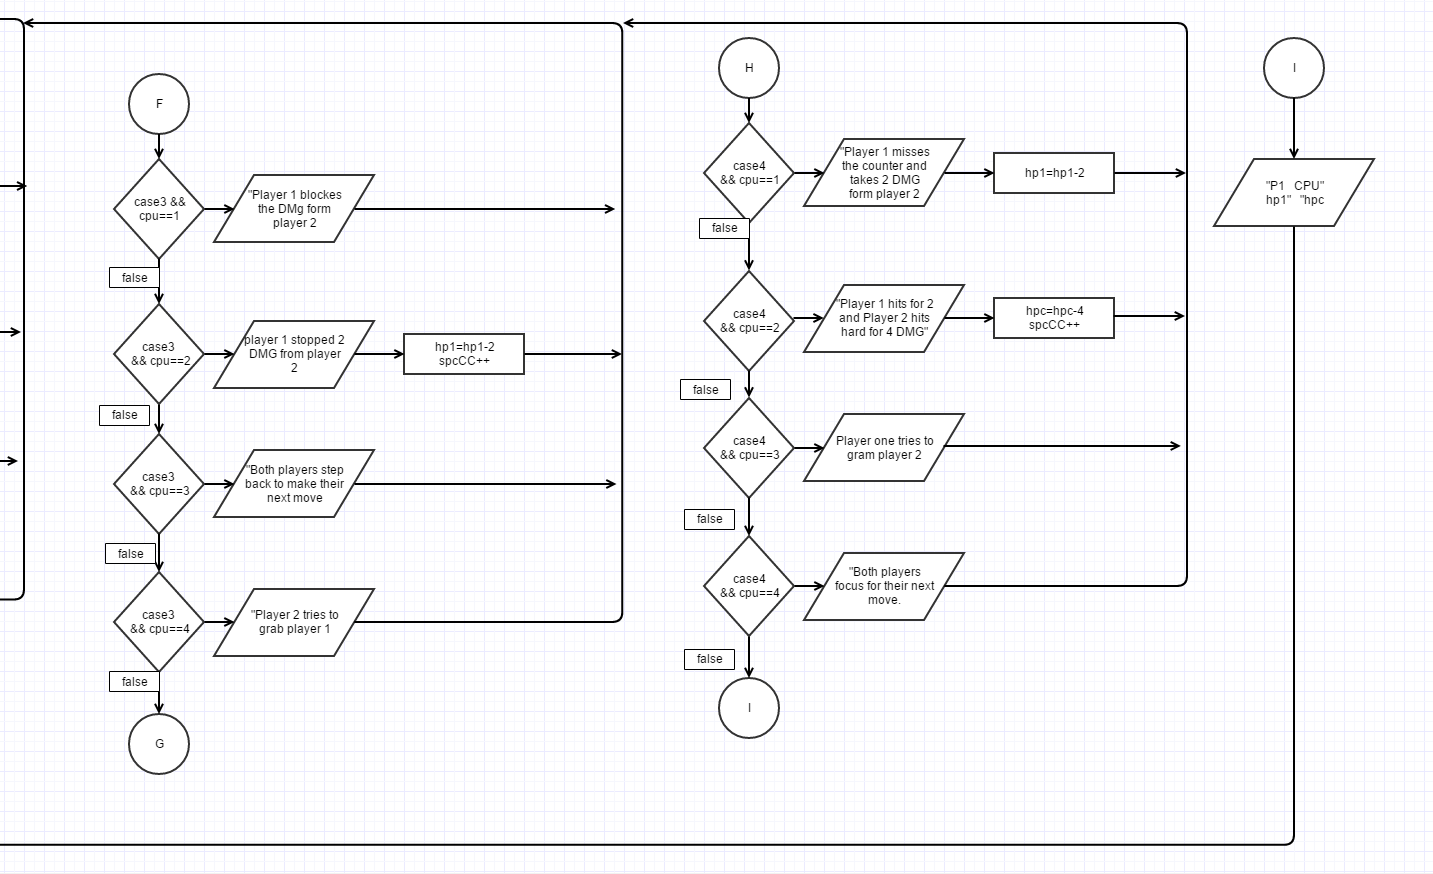 F
case3 &&
cpu==1
"Player 1 blockes
the DMg form
player 2
false
case3
&& cpu==2
player 1 stopped 2
DMG from player
2
hp1=hp1-2
spcCC++
false
case3
&& cpu==3
"Both players step
back to make their
next move
false
case3
&& cpu==4
"Player 2 tries to
grab player 1
false
G
H
case4
&& cpu==1
"Player 1 misses
the counter and
takes 2 DMG
form player 2
hp1=hp1-2
false
case4
&& cpu==2
"Player 1 hits for 2
and Player 2 hits
hard for 4 DMG"
hpc=hpc-4
spcCC++
false
case4
&& cpu==3
Player one tries to
gram player 2
false
case4
&& cpu==4
"Both players
focus for their next
move.
false
I
I
"P1 CPU"
hp1" "hpc